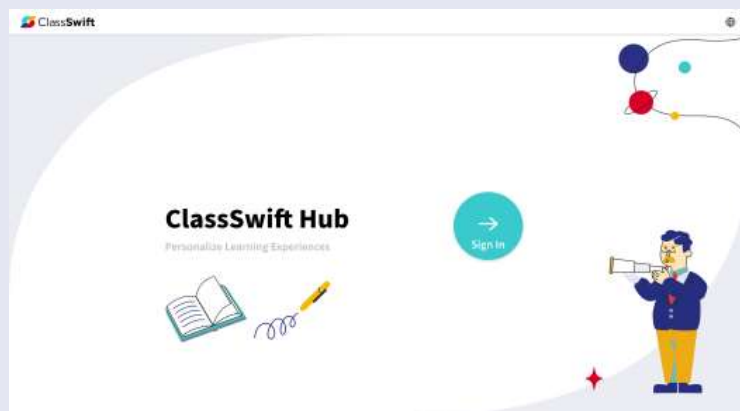 ClassSwift
ClassSwift Hub
Personalize Learning Experiences
Sign In